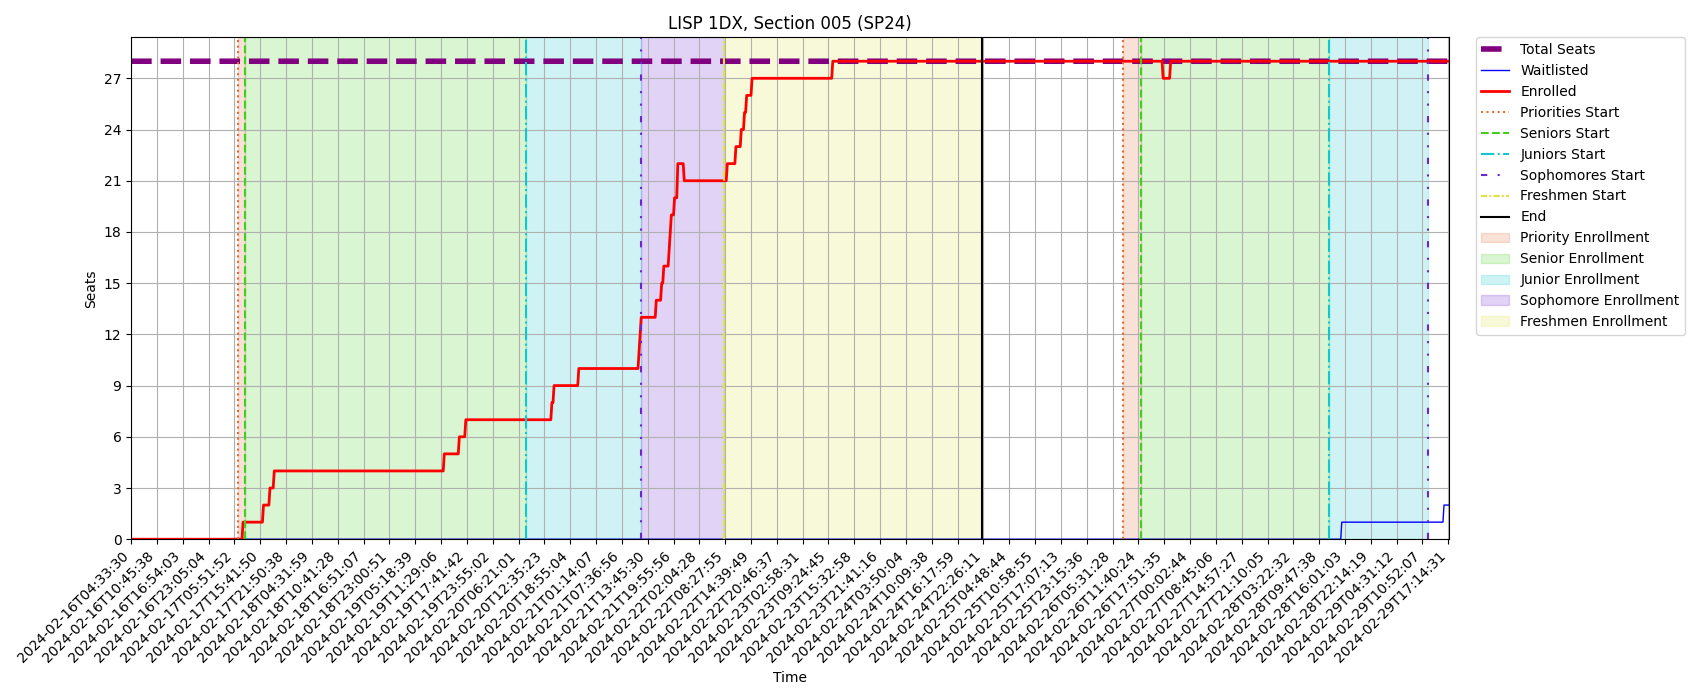 LISP 1DX, Section 005 (SP24)
Total Seats
Waitlisted
Enrolled
Priorities Start
Seniors Start
Juniors Start
Sophomores Start
Freshmen Start
End
Priority Enrollment
Senior Enrollment
Junior Enrollment
Sophomore Enrollment
Freshmen Enrollment
Seats
27
24
21
18
15
12
9
6
3
0
2024-02-16T04:33:30
2024-02-16T10:45:38
2024-02-16T16:54:03
2024-02-16T23:05:04
2024-02-17T05:51:52
2024-02-17T15:41:50
2024-02-17T21:50:38
2024-02-18T04:31:59
2024-02-18T10:41:28
2024-02-18T16:51:07
2024-02-18T23:00:51
2024-02-19T05:18:39
2024-02-19T11:29:06
2024-02-19T17:41:42
2024-02-19T23:55:02
2024-02-20T06:21:01
2024-02-20T12:35:23
2024-02-20T18:55:04
2024-02-21T01:14:07
2024-02-21T07:36:56
2024-02-21T13:45:30
2024-02-21T19:55:56
2024-02-22T02:04:28
2024-02-22T08:27:55
2024-02-22T14:39:49
2024-02-22T20:46:37
2024-02-23T02:58:31
2024-02-23T09:24:45
2024-02-23T15:32:58
2024-02-23T21:41:16
2024-02-24T03:50:04
2024-02-24T10:09:38
2024-02-24T16:17:59
2024-02-24T22:26:11
2024-02-25T04:48:44
2024-02-25T10:58:55
2024-02-25T17:07:13
2024-02-25T23:15:36
2024-02-26T05:31:28
2024-02-26T11:40:24
2024-02-26T17:51:35
2024-02-27T00:02:44
2024-02-27T08:45:06
2024-02-27T14:57:27
2024-02-27T21:10:05
2024-02-28T03:22:32
2024-02-28T09:47:38
2024-02-28T16:01:03
2024-02-28T22:14:19
2024-02-29T04:31:12
2024-02-29T10:52:07
2024-02-29T17:14:31
Time